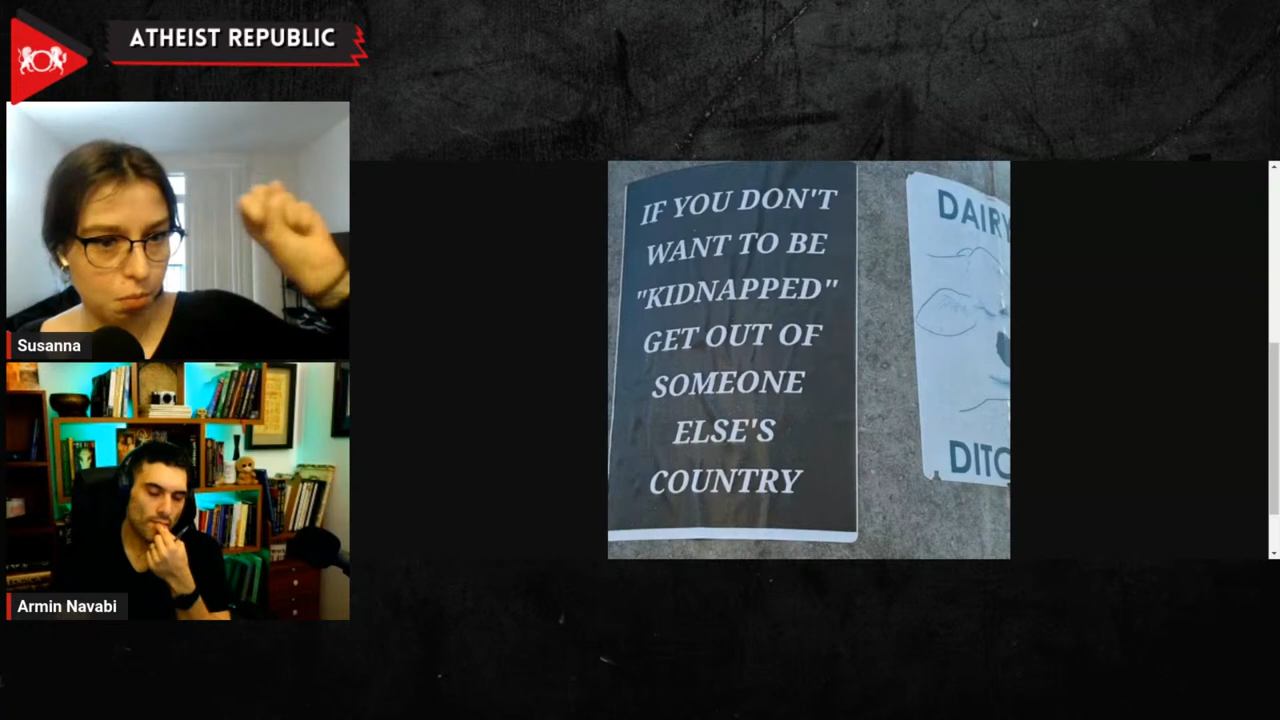 ATHEIST REPUBLIC
Susanna
Armin Navabi
IF YOU DON'T
WANT TO BE
"KIDNAPPED"
GET OUT OF
SOMEONE
ELSE'S
COUNTRY
DAIRY
DITC